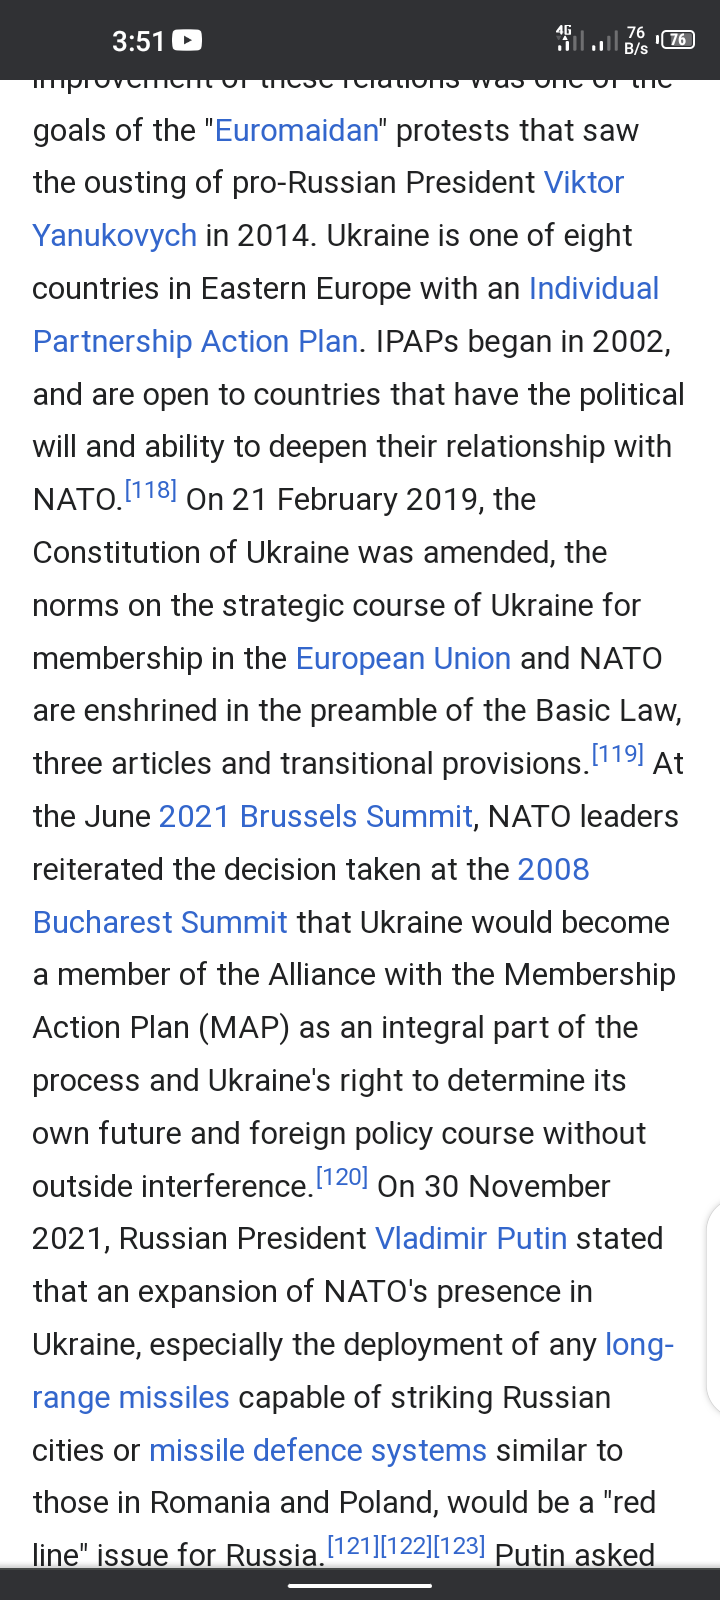 3:51
4G
76
B/s
76
improvement of these relations was one of the
goals of the "Euromaidan" protests that saw
the ousting of pro-Russian President Viktor
Yanukovych in 2014. Ukraine is one of eight
countries in Eastern Europe with an Individual
Partnership Action Plan. IPAPs began in 2002,
and are open to countries that have the political
will and ability to deepen their relationship with
NATO.[118] On 21 February 2019, the
Constitution of Ukraine was amended, the
norms on the strategic course of Ukraine for
membership in the European Union and NATO
are enshrined in the preamble of the Basic Law,
three articles and transitional provisions.[119] At
the June 2021 Brussels Summit, NATO leaders
reiterated the decision taken at the 2008
Bucharest Summit that Ukraine would become
a member of the Alliance with the Membership
Action Plan (MAP) as an integral part of the
process and Ukraine's right to determine its
own future and foreign policy course without
outside interference.[120] On 30 November
2021, Russian President Vladimir Putin stated
that an expansion of NATO's presence in
Ukraine, especially the deployment of any long-
range missiles capable of striking Russian
cities or missile defence systems similar to
those in Romania and Poland, would be a "red
line" issue for Russia.[121][122][123] Putin asked